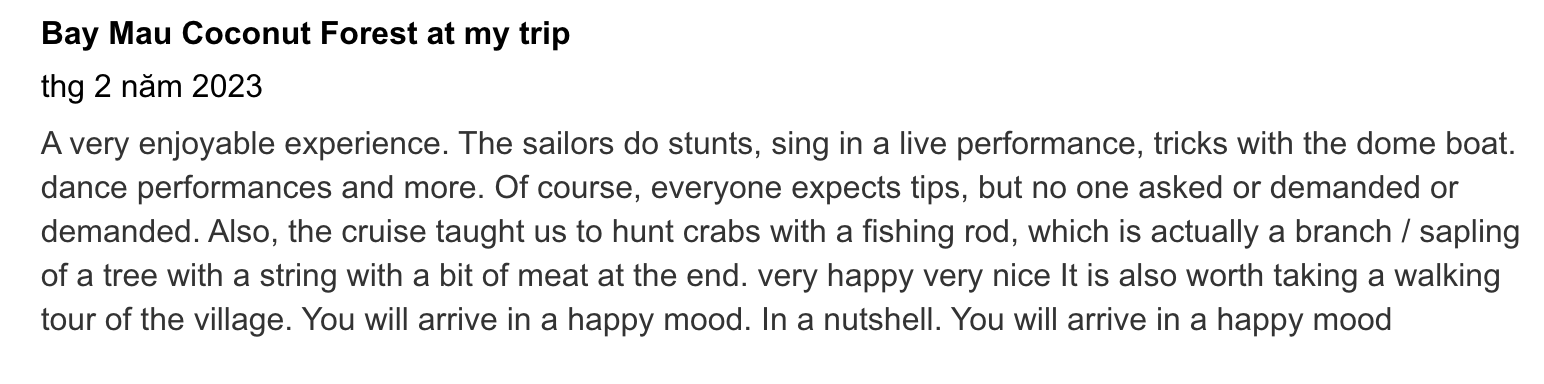 Bay Mau Coconut Forest at my trip
thg 2 năm 2023
A very enjoyable experience. The sailors do stunts, sing in a live performance, tricks with the dome boat.
dance performances and more. Of course, everyone expects tips, but no one asked or demanded or
demanded. Also, the cruise taught us to hunt crabs with a fishing rod, which is actually a branch / sapling
of a tree with a string with a bit of meat at the end. very happy very nice It is also worth taking a walking
tour of the village. You will arrive in a happy mood. In a nutshell. You will arrive in a happy mood